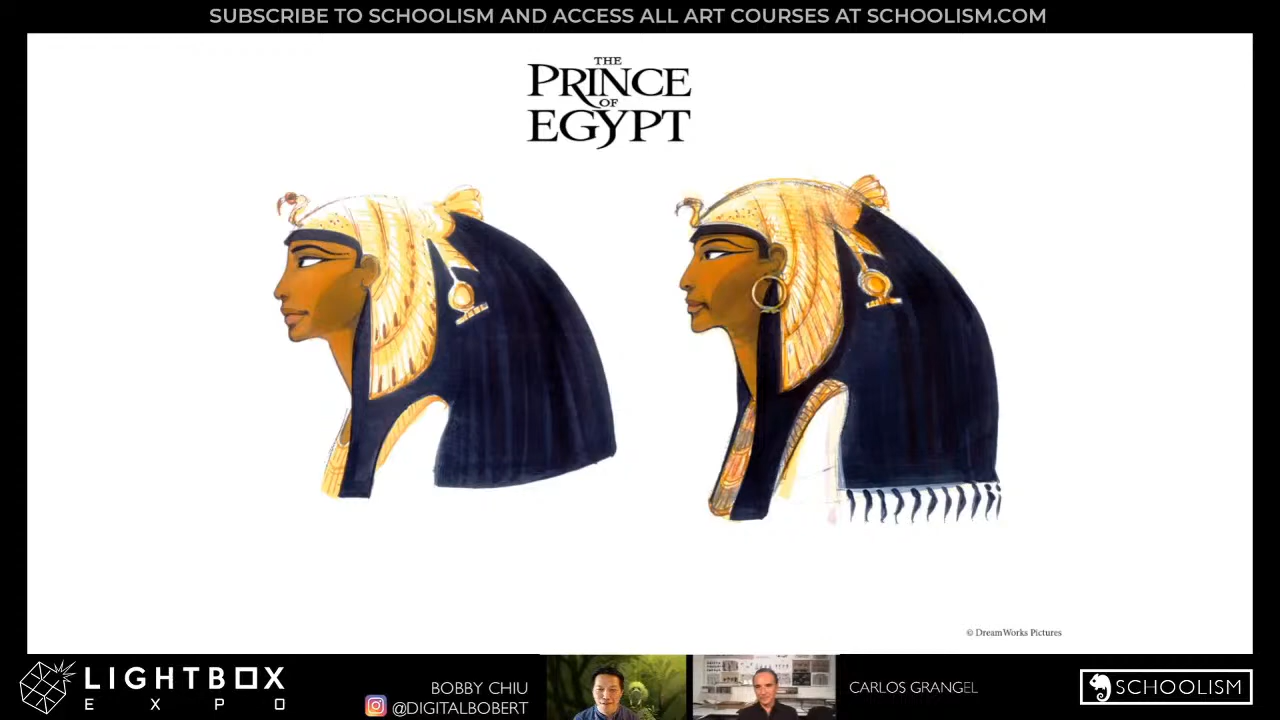 SUBSCRIBE TO SCHOOLISM AND ACCESS ALL ART COURSES AT SCHOOLISM.COM
THE
PRINCE
OF
EGYPT
© DreamWorks Pictures
LIGHTBOX
EXPO
BOBBY CHIU
@DIGITALBOBERT
CARLOS GRANGEL
SCHOOLISM